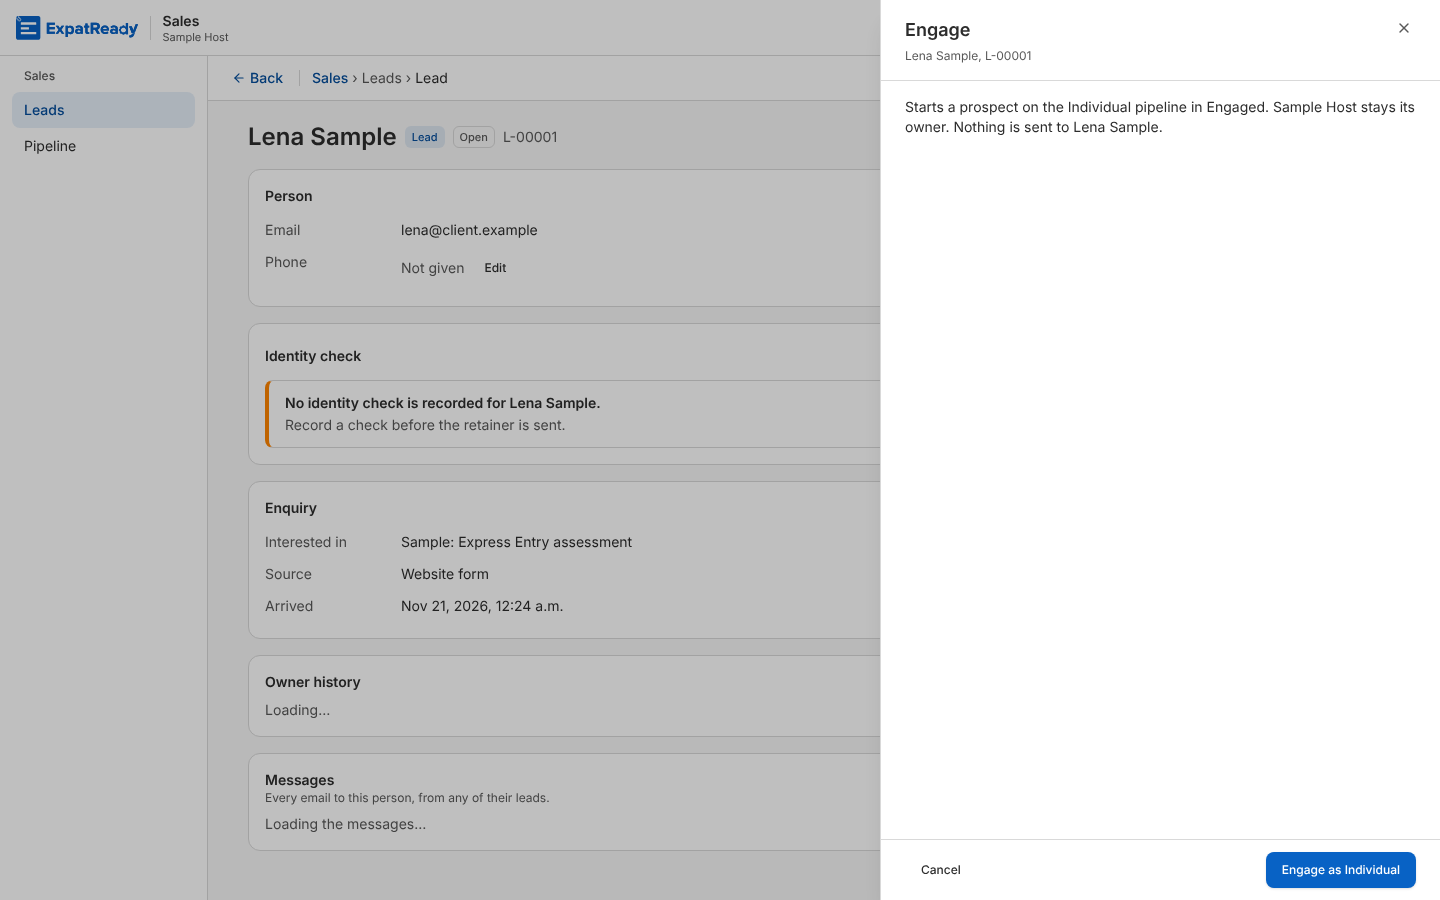 ExpatReady
Sales
Sample Host
Sales
Leads
Pipeline
← Back
Sales › Leads › Lead
Lena Sample Lead Open L-00001
Person
Email lena@client.example
Phone Not given Edit
Identity check
No identity check is recorded for Lena Sample.
Record a check before the retainer is sent.
Enquiry
Interested in Sample: Express Entry assessment
Source Website form
Arrived Nov 21, 2026, 12:24 a.m.
Owner history
Loading...
Messages
Every email to this person, from any of their leads.
Loading the messages...
Engage
Lena Sample, L-00001
Starts a prospect on the Individual pipeline in Engaged. Sample Host stays its
owner. Nothing is sent to Lena Sample.
Cancel
Engage as Individual